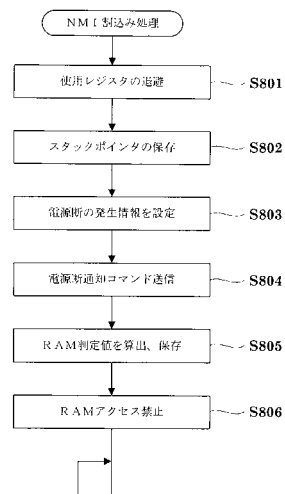 NMI割込み処理
使用レジスタの退避
S801
スタックポインタの保存
S802
電源断の発生情報を設定
S803
電源断通知コマンド送信
S804
RAM判定値を算出、保存
S805
RAMアクセス禁止
S806